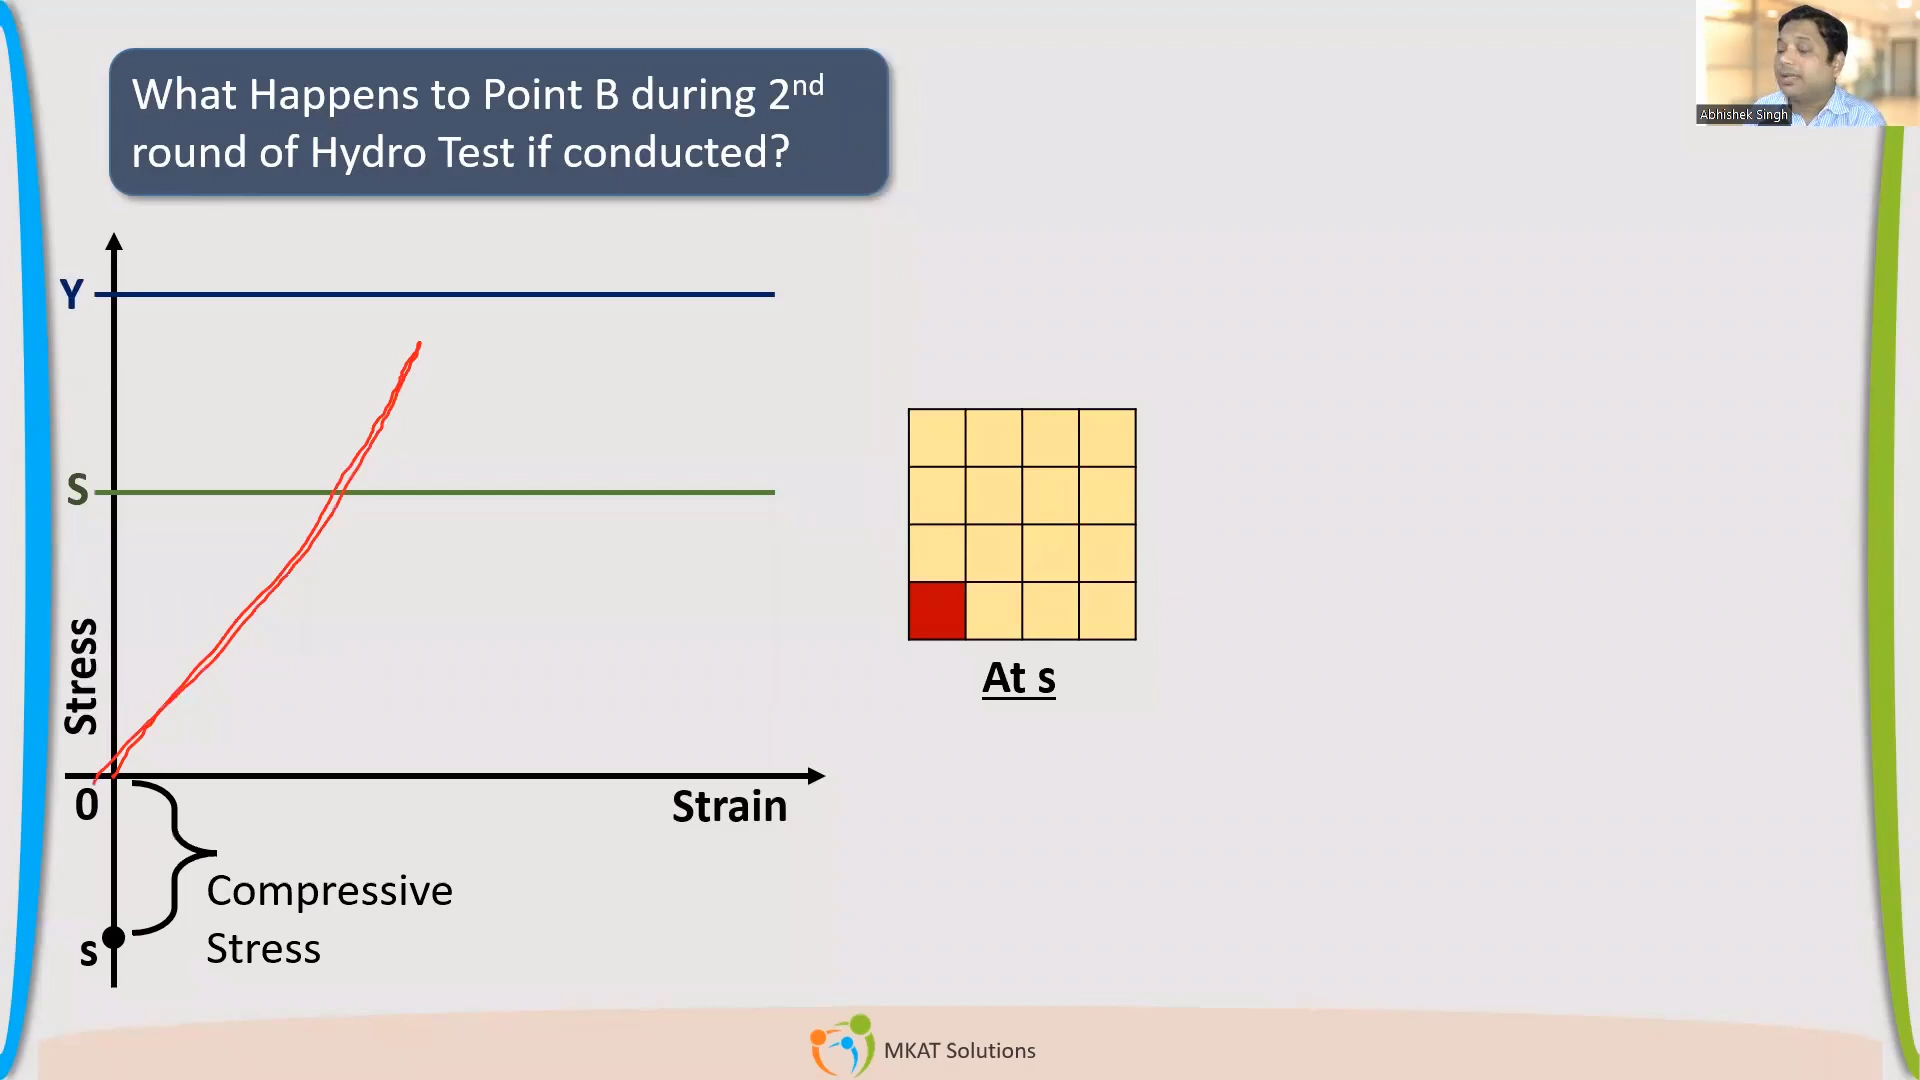 What Happens to Point B during 2nd
round of Hydro Test if conducted?
Abhishek Singh
Y
S
Stress
0
Strain
Compressive
Stress
s
At s
MKAT Solutions